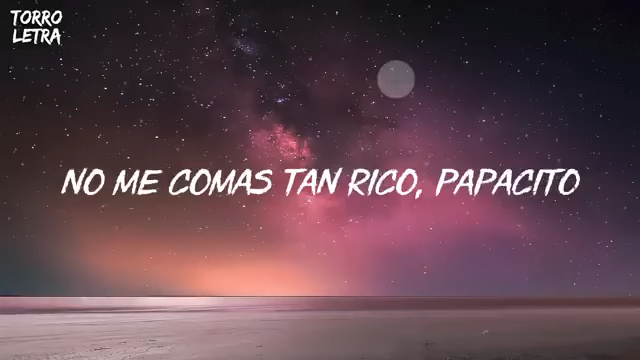 TORRO
LETRA
NO ME COMAS TAN RICO, PAPACITO